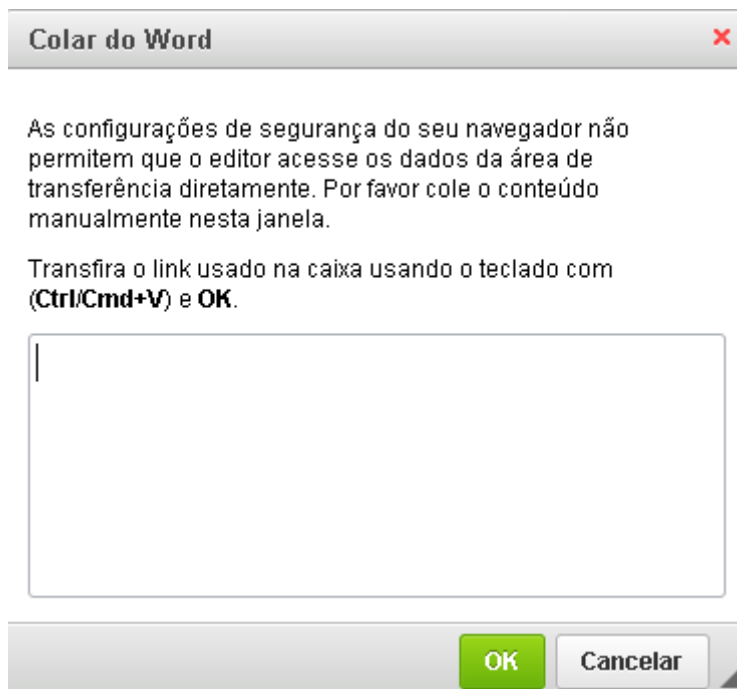 Colar do Word
As configurações de segurança do seu navegador não
permitem que o editor acesse os dados da área de
transferência diretamente. Por favor cole o conteúdo
manualmente nesta janela.
Transfira o link usado na caixa usando o teclado com
(Ctrl/Cmd+V) e OK.
OK Cancelar